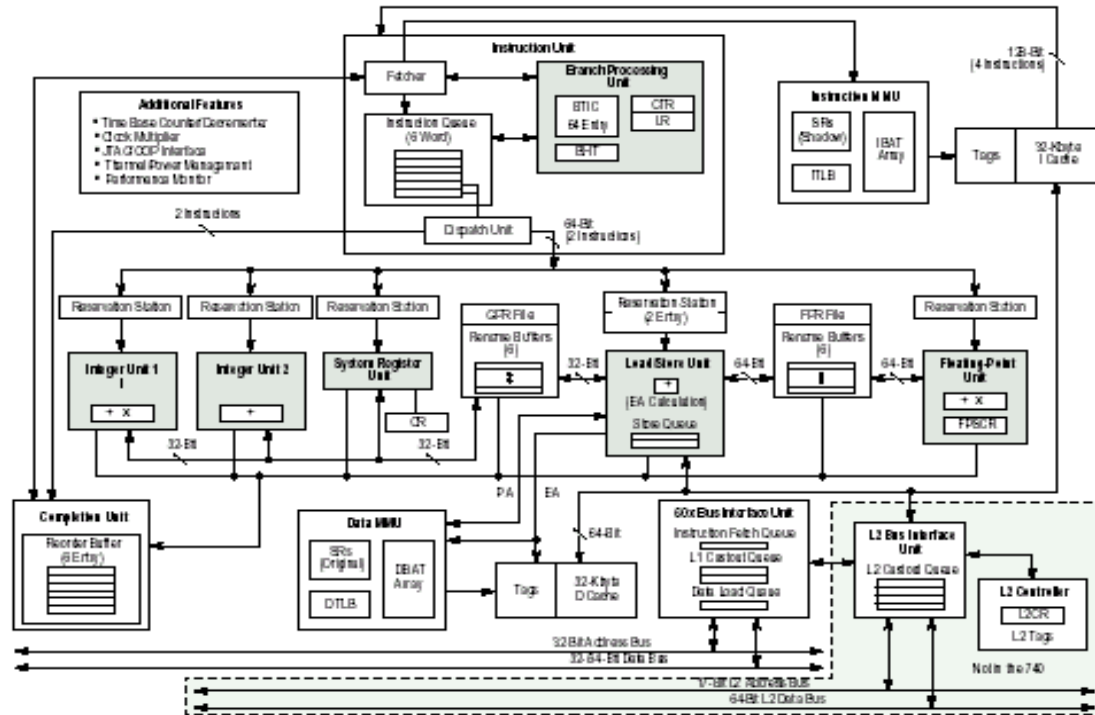 Instruction Unit
Fetcher
Branch Processing
Unit
BTIC
64 Entry
CTR
LR
BHT
Instruction Queue
(6 Word)
Dispatch Unit
64-Bit
(2 Instructions)
2 Instructions
Additional Features
• Time Base Counter/Decrementer
• Clock Multiplier
• JTAG/COP Interface
• Thermal/Power Management
• Performance Monitor
128-Bit
(4 Instructions)
Instruction MMU
SRs
(Shadow)
ITLB
IBAT
Array
Tags
32-Kbyte
I Cache
Reservation Station
Reservation Station
Reservation Station
Reservation Station
(2 Entry)
Reservation Station
Integer Unit 1
+ x
Integer Unit 2
+
System Register
Unit
CR
GPR File
Rename Buffers
(6)
32-Bit
Load/Store Unit
+
(EA Calculation)
Store Queue
64-Bit
FPR File
Rename Buffers
(6)
64-Bit
Floating-Point
Unit
+ x
FPSCR
32-Bit
32-Bit
PA
EA
Completion Unit
Reorder Buffer
(6 Entry)
Data MMU
SRs
(Original)
DTLB
DBAT
Array
64-Bit
Tags
32-Kbyte
D Cache
60x Bus Interface Unit
Instruction Fetch Queue
L1 Castout Queue
Data Load Queue
L2 Bus Interface
Unit
L2 Castout Queue
L2 Controller
L2CR
L2 Tags
Not in the 740
32-Bit Address Bus
32-/64-Bit Data Bus
17-Bit L2 Address Bus
64-Bit L2 Data Bus